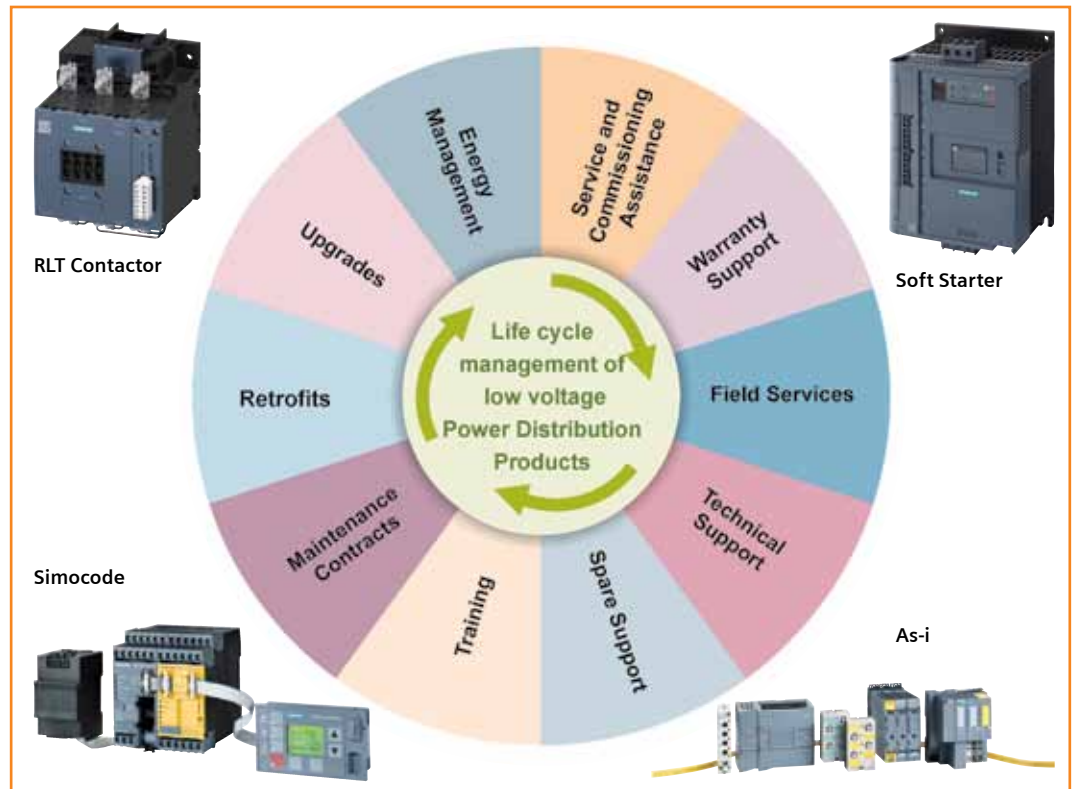 RLT Contactor
Soft Starter
Service and
Commissioning
Assistance
Warranty
Support
Field Services
Technical
Support
Spare Support
Training
Maintenance
Contracts
Retrofits
Upgrades
Energy
Management
Life cycle
management of
low voltage
Power Distribution
Products
Simocode
As-i